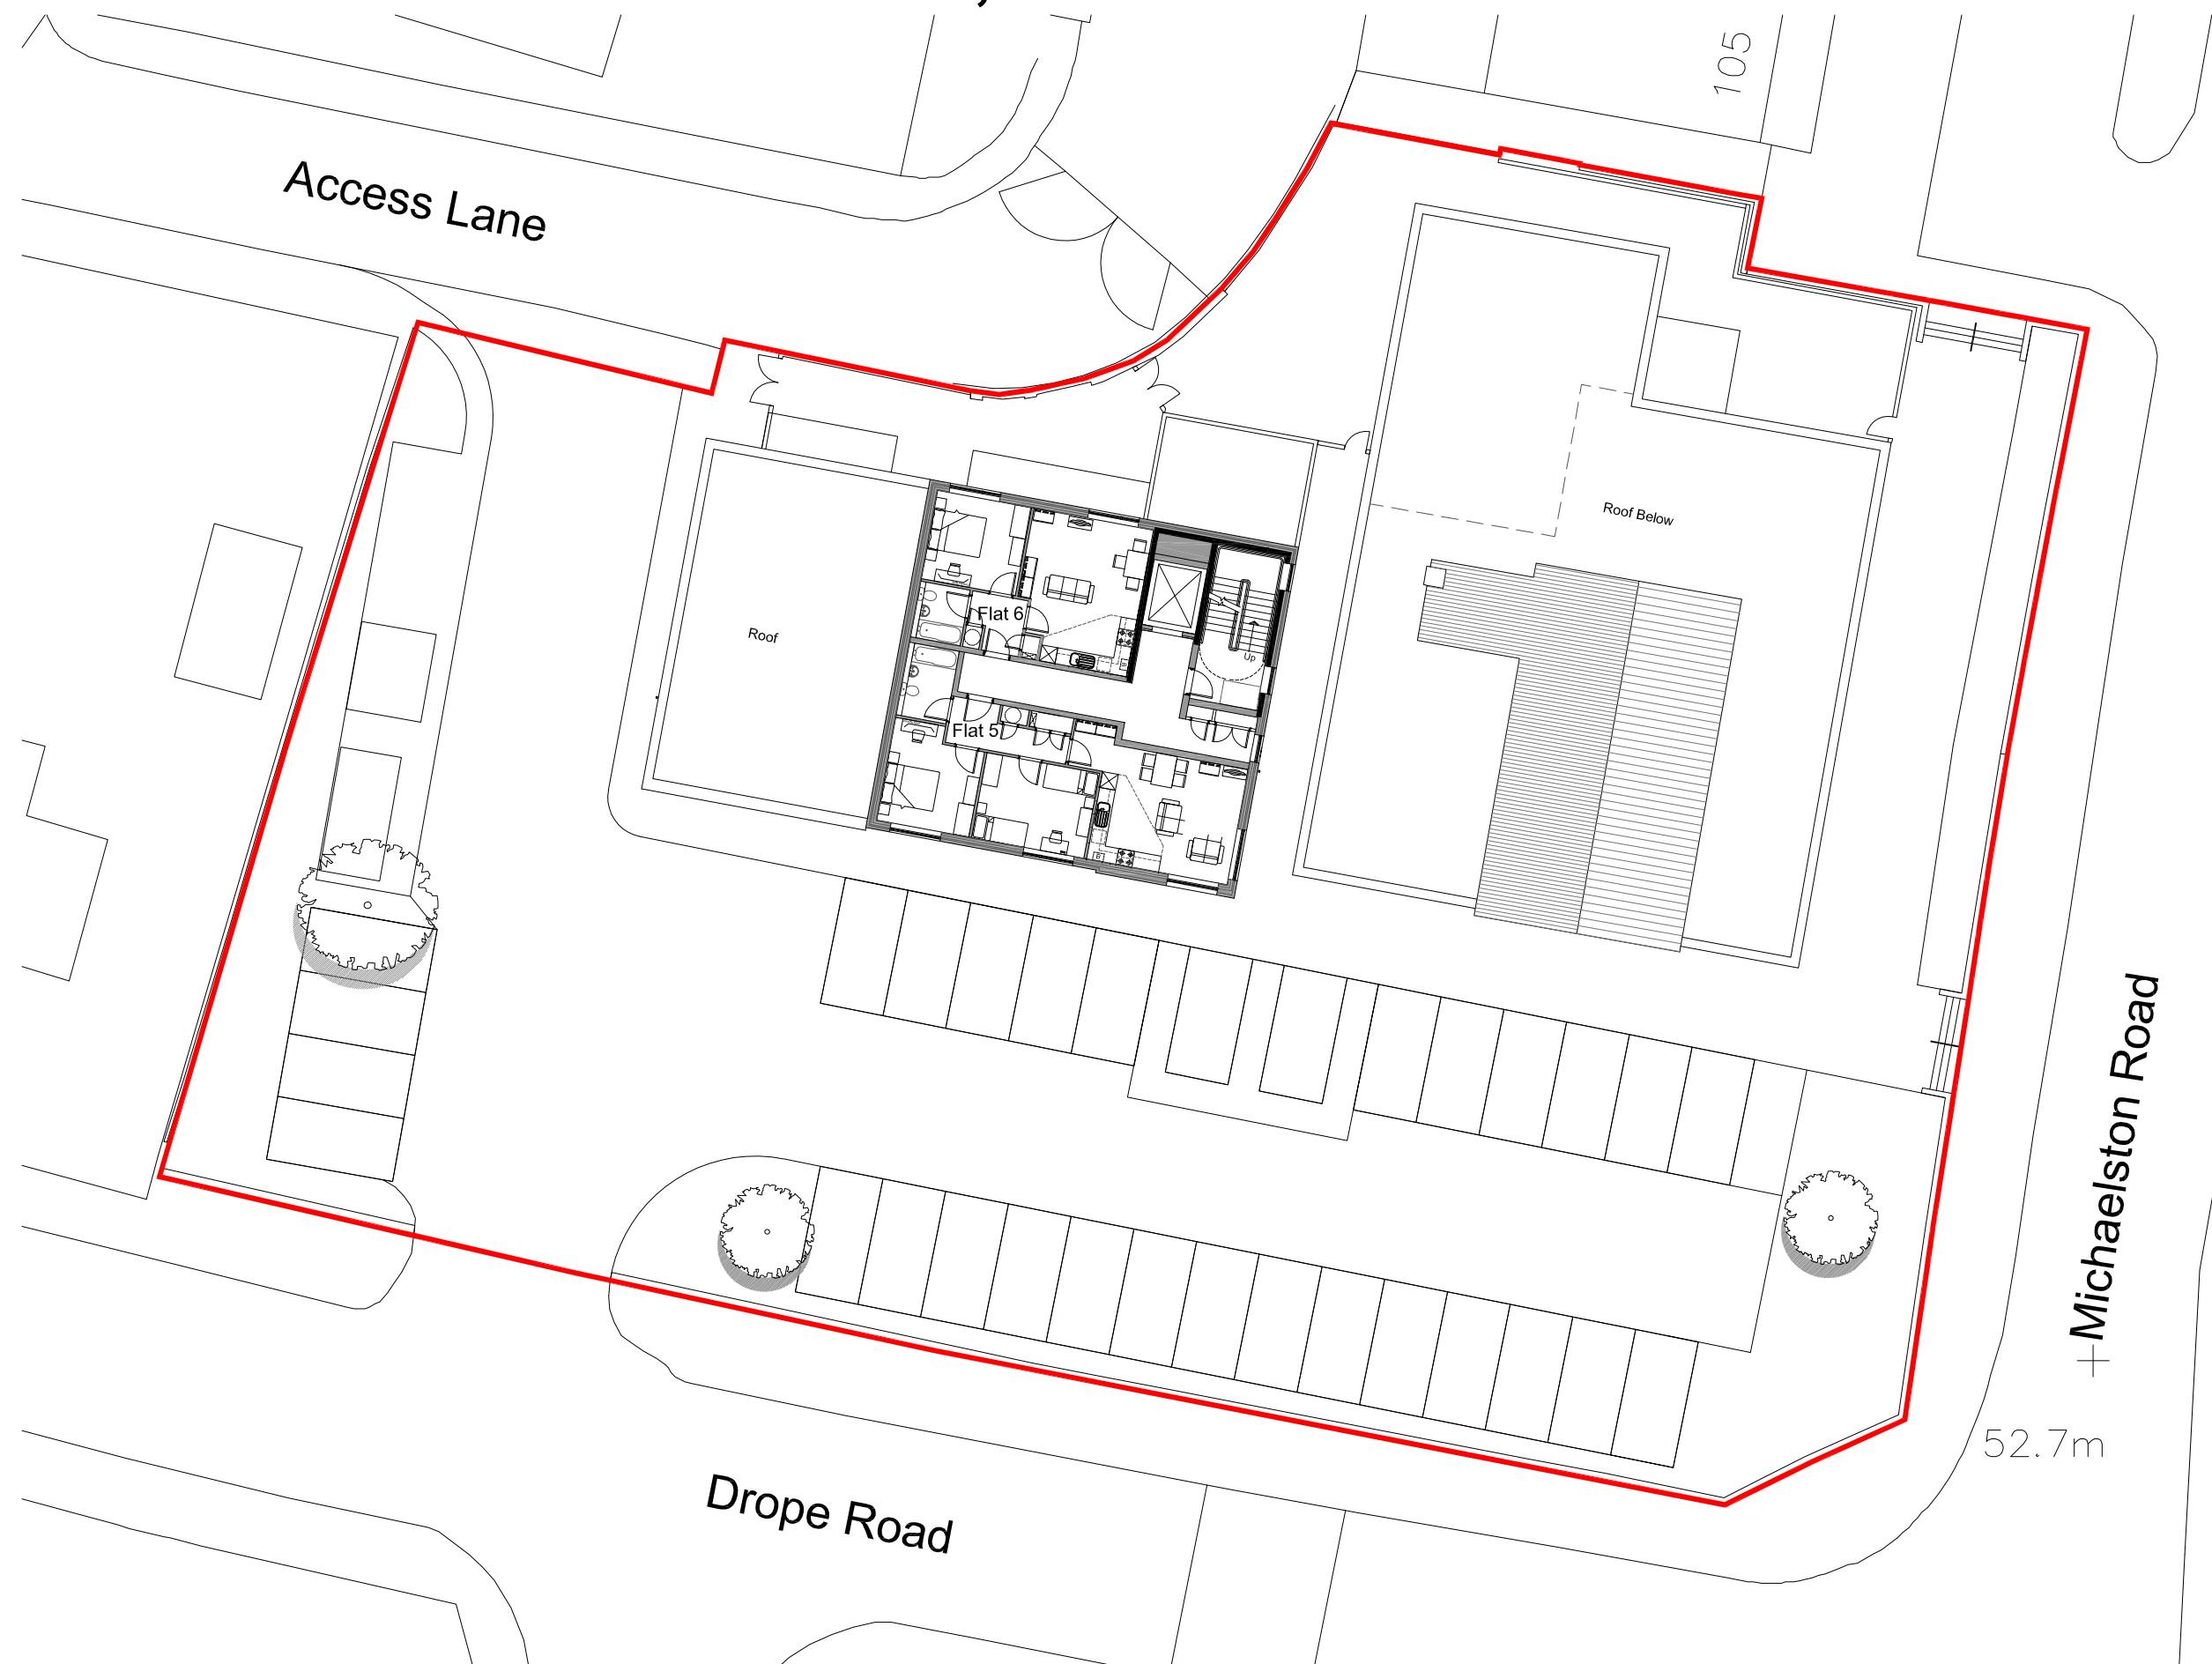 105
Access Lane
Roof Below
Flat 6
Roof
Up
Flat 5
Michaelston Road
52.7m
Drope Road